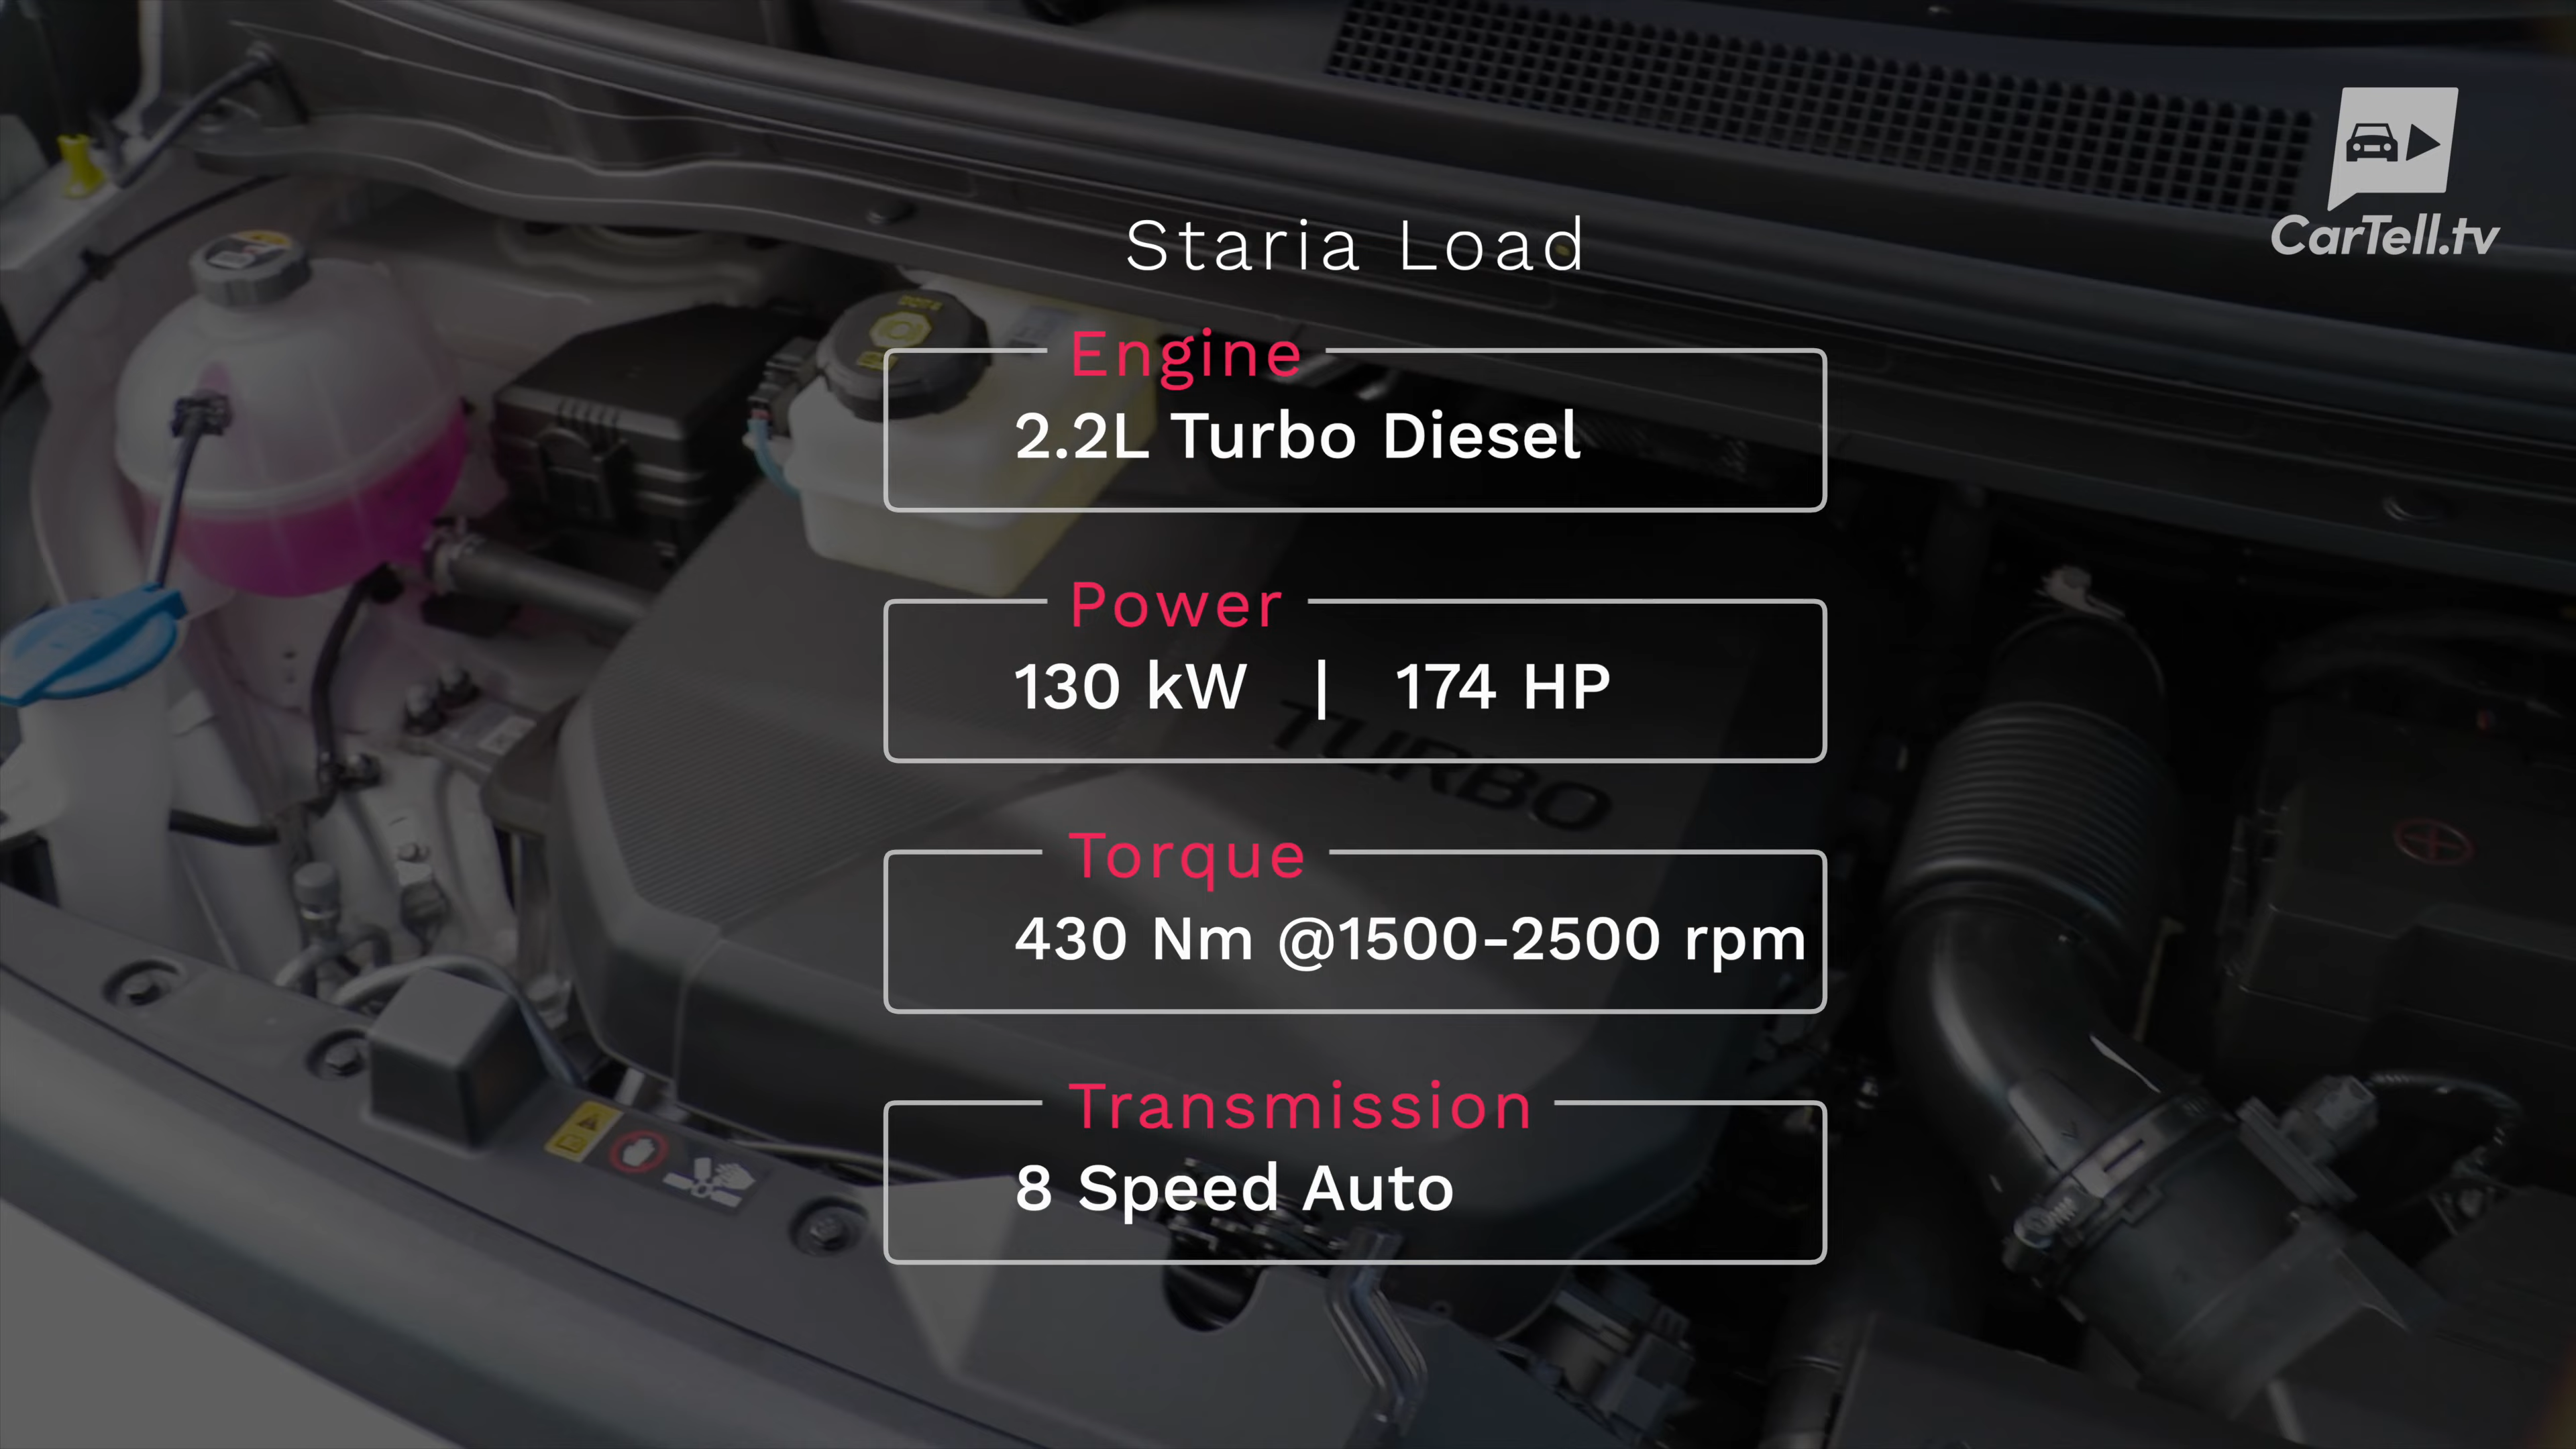 CarTell.tv
Staria Load
Engine
2.2L Turbo Diesel
Power
130 kW | 174 HP
TURBO
Torque
430 Nm @1500-2500 rpm
Transmission
8 Speed Auto